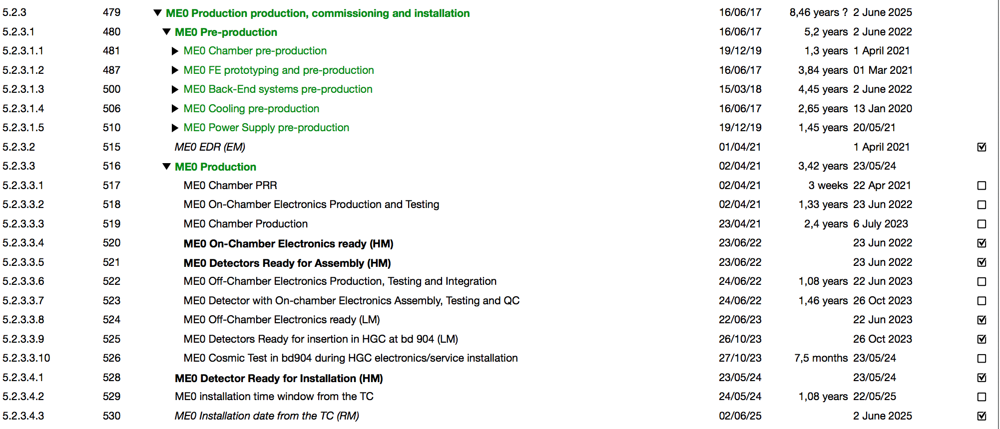 5.2.3 479 ▼ ME0 Production production, commissioning and installation 16/06/17 8,46 years ? 2 June 2025
5.2.3.1 480 ▼ ME0 Pre-production 16/06/17 5,2 years 2 June 2022
5.2.3.1.1 481 ▶ ME0 Chamber pre-production 19/12/19 1,3 years 1 April 2021
5.2.3.1.2 487 ▶ ME0 FE prototyping and pre-production 16/06/17 3,84 years 01 Mar 2021
5.2.3.1.3 500 ▶ ME0 Back-End systems pre-production 15/03/18 4,45 years 2 June 2022
5.2.3.1.4 506 ▶ ME0 Cooling pre-production 16/06/17 2,65 years 13 Jan 2020
5.2.3.1.5 510 ▶ ME0 Power Supply pre-production 19/12/19 1,45 years 20/05/21
5.2.3.2 515 ME0 EDR (EM) 01/04/21 1 April 2021 ☑
5.2.3.3 516 ▼ ME0 Production 02/04/21 3,42 years 23/05/24
5.2.3.3.1 517 ME0 Chamber PRR 02/04/21 3 weeks 22 Apr 2021 ☐
5.2.3.3.2 518 ME0 On-Chamber Electronics Production and Testing 02/04/21 1,33 years 23 Jun 2022 ☐
5.2.3.3.3 519 ME0 Chamber Production 23/04/21 2,4 years 6 July 2023 ☐
5.2.3.3.4 520 ME0 On-Chamber Electronics ready (HM) 23/06/22 23 Jun 2022 ☑
5.2.3.3.5 521 ME0 Detectors Ready for Assembly (HM) 23/06/22 23 Jun 2022 ☑
5.2.3.3.6 522 ME0 Off-Chamber Electronics Production, Testing and Integration 24/06/22 1,08 years 22 Jun 2023 ☐
5.2.3.3.7 523 ME0 Detector with On-chamber Electronics Assembly, Testing and QC 24/06/22 1,46 years 26 Oct 2023 ☐
5.2.3.3.8 524 ME0 Off-Chamber Electronics ready (LM) 22/06/23 22 Jun 2023 ☑
5.2.3.3.9 525 ME0 Detectors Ready for insertion in HGC at bd 904 (LM) 26/10/23 26 Oct 2023 ☑
5.2.3.3.10 526 ME0 Cosmic Test in bd904 during HGC electronics/service installation 27/10/23 7,5 months 23/05/24 ☐
5.2.3.4.1 528 ME0 Detector Ready for Installation (HM) 23/05/24 23/05/24 ☑
5.2.3.4.2 529 ME0 installation time window from the TC 24/05/24 1,08 years 22/05/25 ☐
5.2.3.4.3 530 ME0 Installation date from the TC (RM) 02/06/25 2 June 2025 ☑